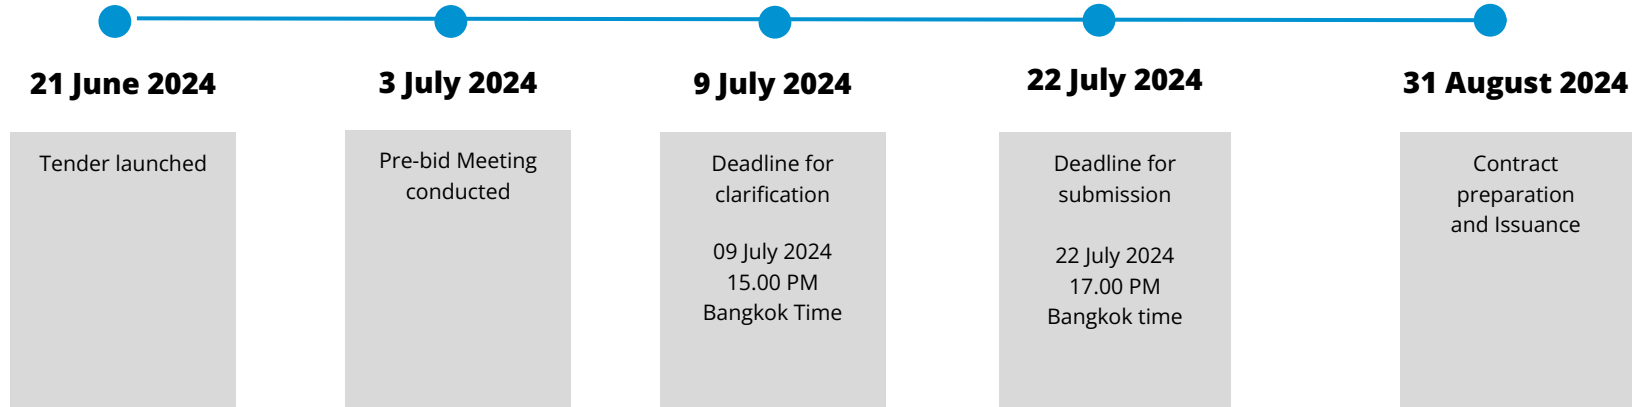 21 June 2024
3 July 2024
9 July 2024
22 July 2024
31 August 2024
Tender launched
Pre-bid Meeting
conducted
Deadline for
clarification
09 July 2024
15.00 PM
Bangkok Time
Deadline for
submission
22 July 2024
17.00 PM
Bangkok time
Contract
preparation
and Issuance